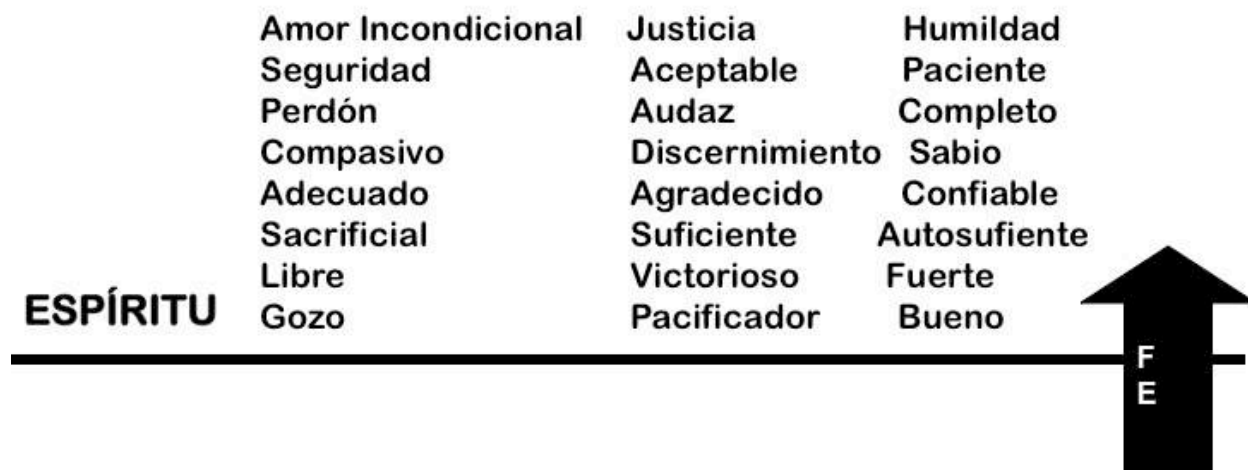 Amor Incondicional Justicia Humildad
Seguridad Aceptable Paciente
Perdón Audaz Completo
Compasivo Discernimiento Sabio
Adecuado Agradecido Confiable
Sacrificial Suficiente Autosufiente
Libre Victorioso Fuerte
ESPÍRITU Gozo Pacificador Bueno
F
E